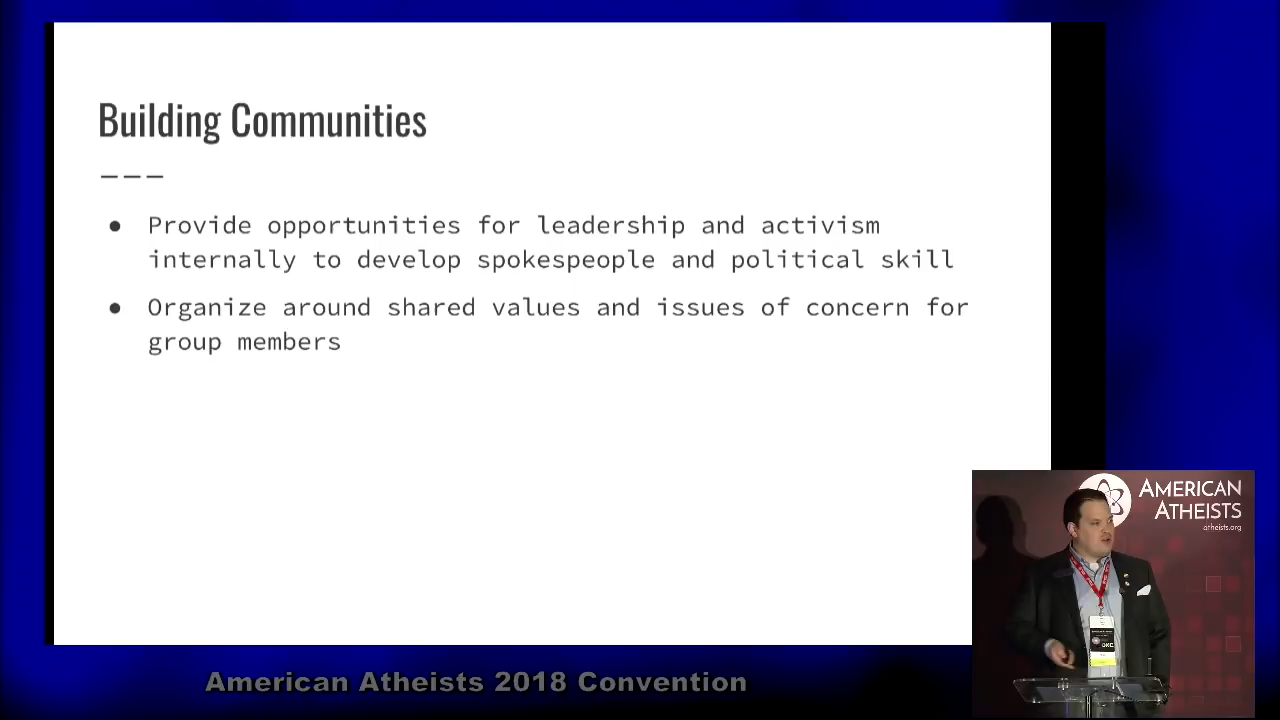 Building Communities
● Provide opportunities for leadership and activism
internally to develop spokespeople and political skill
● Organize around shared values and issues of concern for
group members
AMERICAN
ATHEISTS
atheists.org
American Atheists 2018 Convention